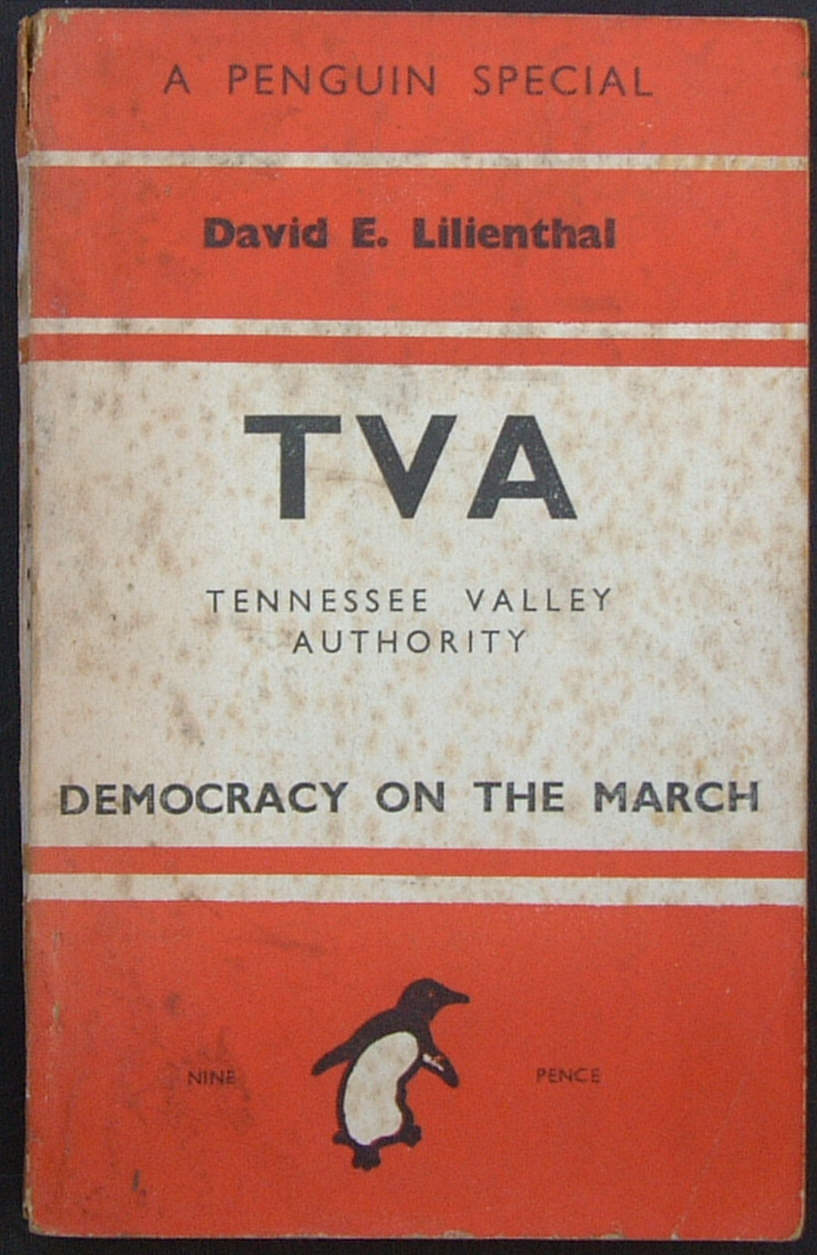 A PENGUIN SPECIAL
David E. Lilienthal
TVA
TENNESSEE VALLEY
AUTHORITY
DEMOCRACY ON THE MARCH
NINE PENCE